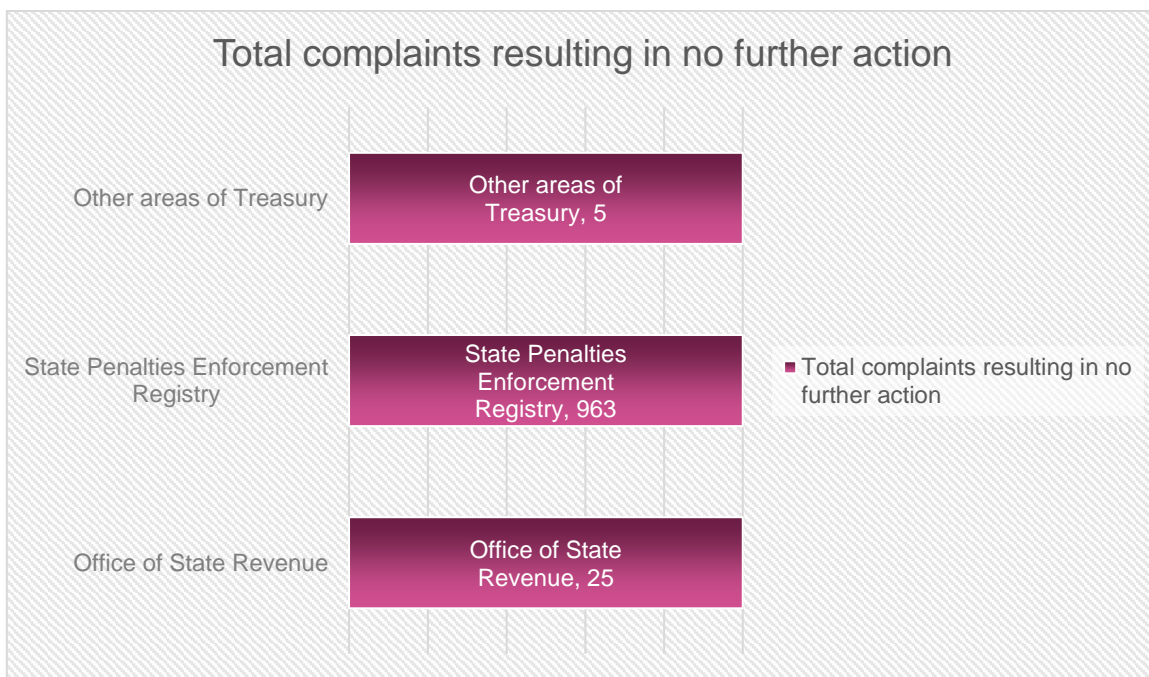 Total complaints resulting in no further action
Other areas of Treasury
Other areas of
Treasury, 5
State Penalties Enforcement
Registry
State Penalties
Enforcement
Registry, 963
Total complaints resulting in no
further action
Office of State Revenue
Office of State
Revenue, 25